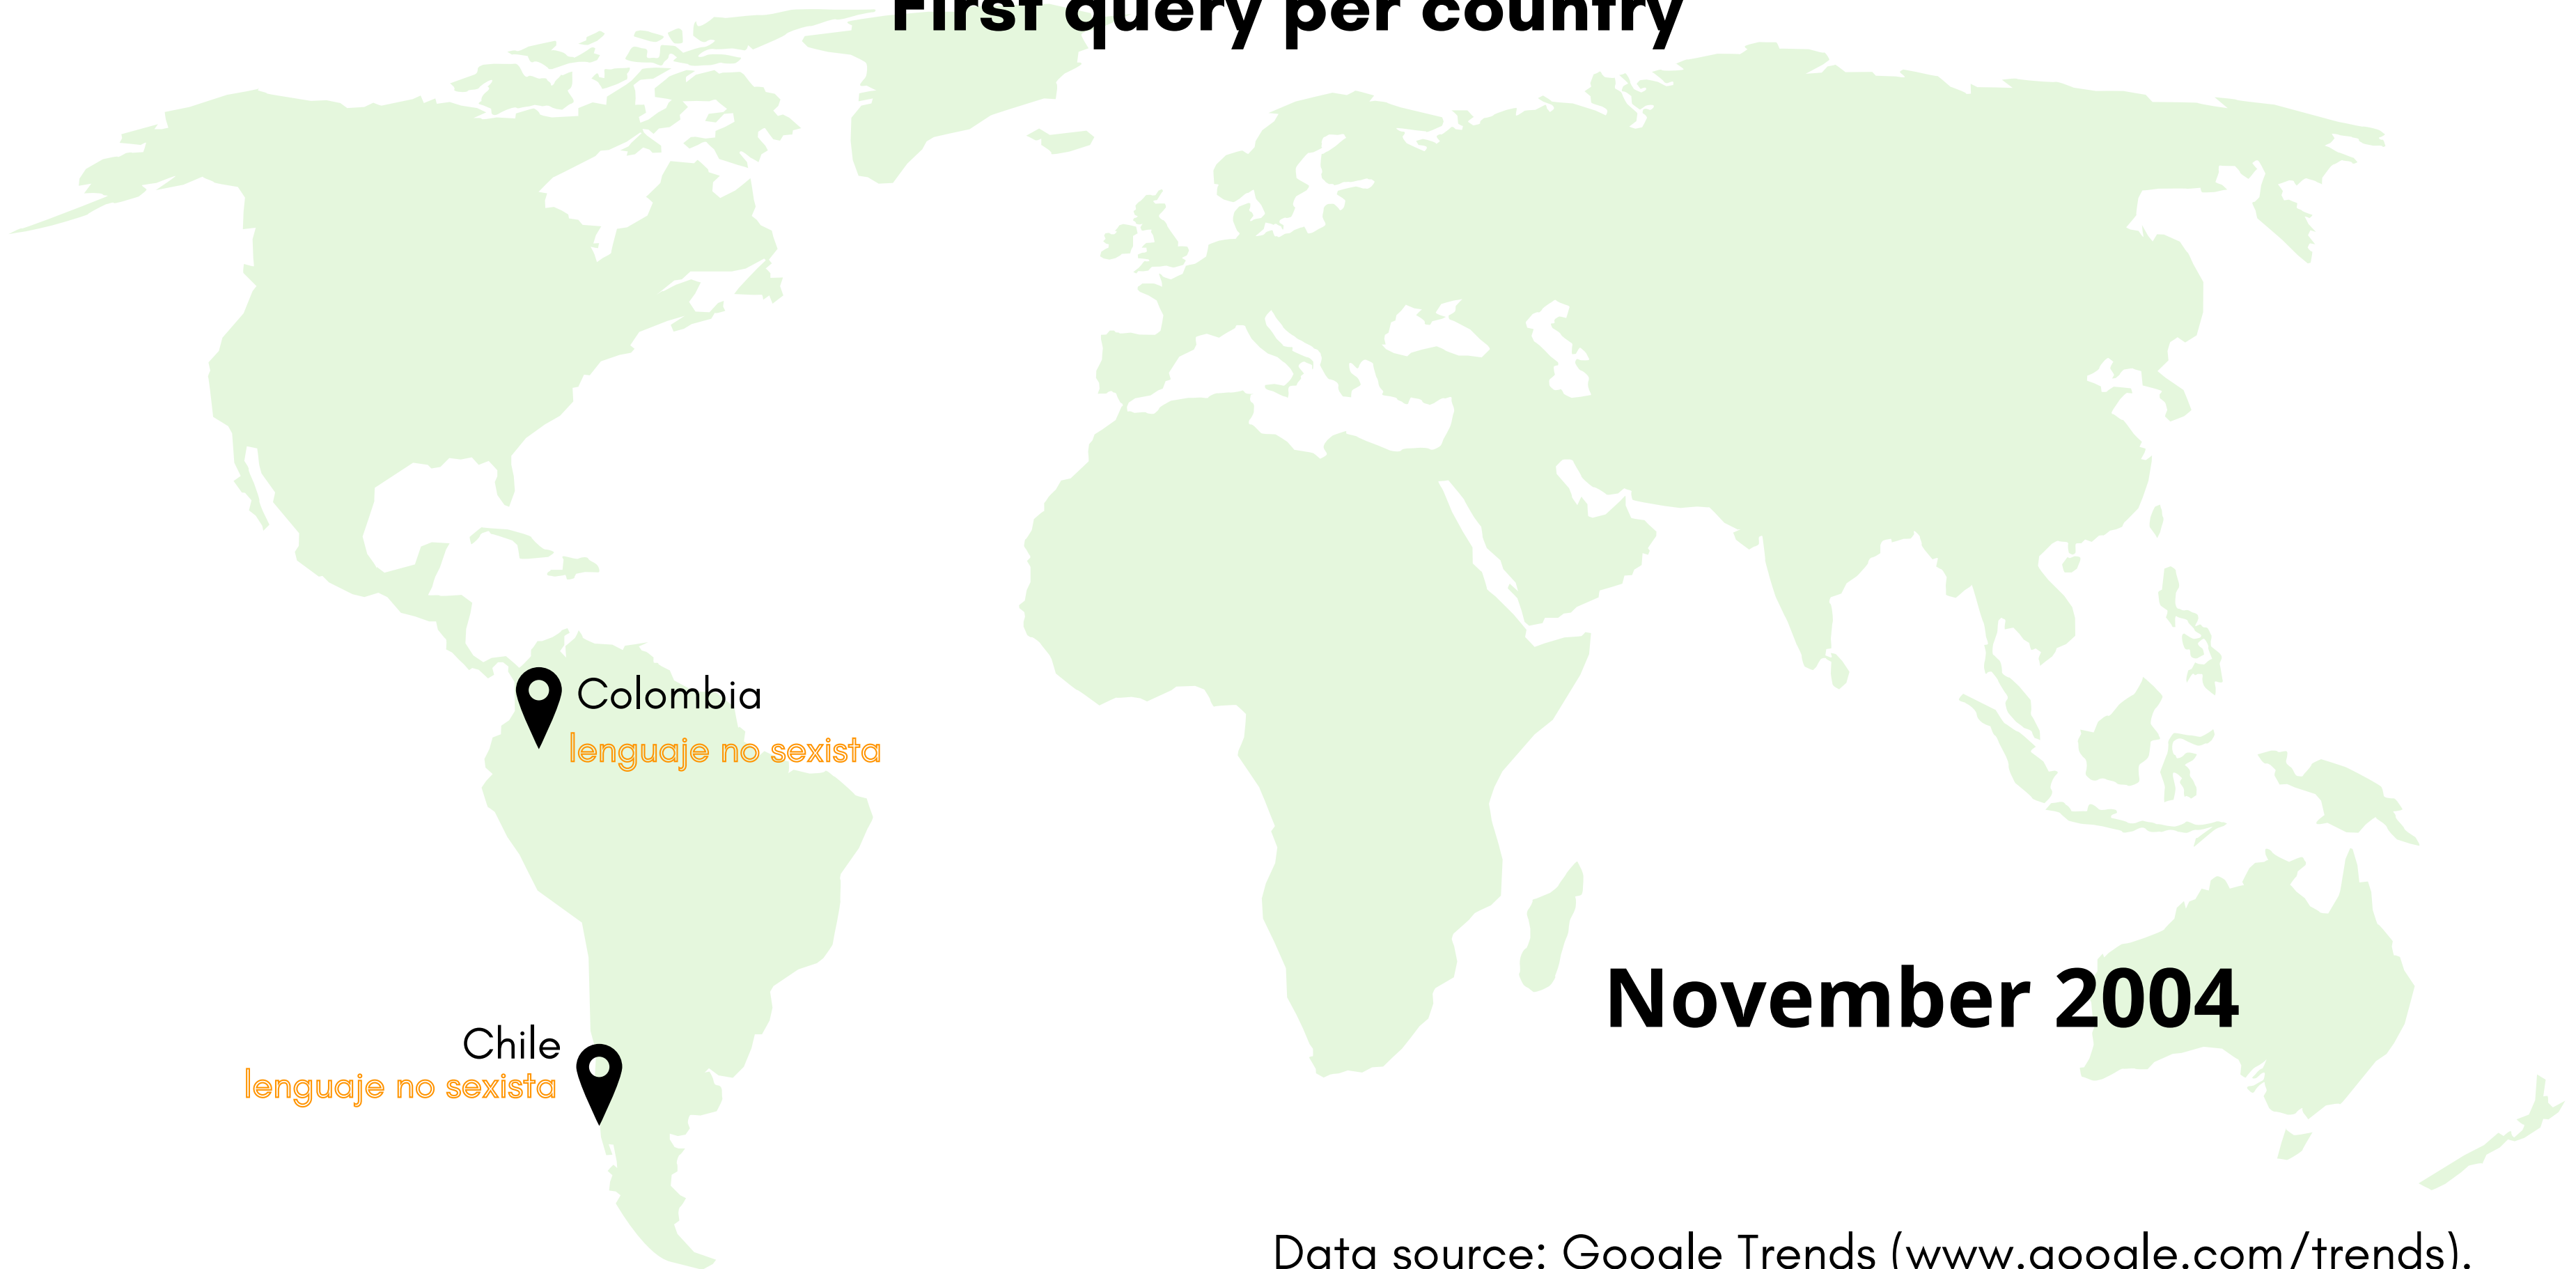 First query per country
Colombia
lenguaje no sexista
Chile
lenguaje no sexista
November 2004
Data source: Google Trends (www.google.com/trends).